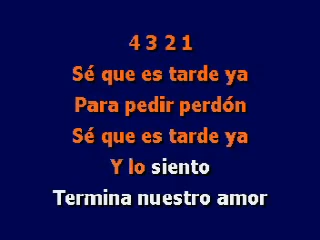 4 3 2 1
Sé que es tarde ya
Para pedir perdón
Sé que es tarde ya
Y lo siento
Termina nuestro amor